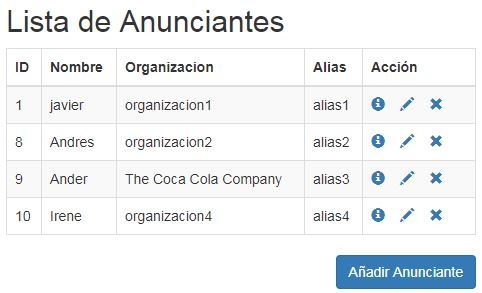 Lista de Anunciantes
ID Nombre Organizacion Alias Acción
1 javier organizacion1 alias1
8 Andres organizacion2 alias2
9 Ander The Coca Cola Company alias3
10 Irene organizacion4 alias4
Añadir Anunciante